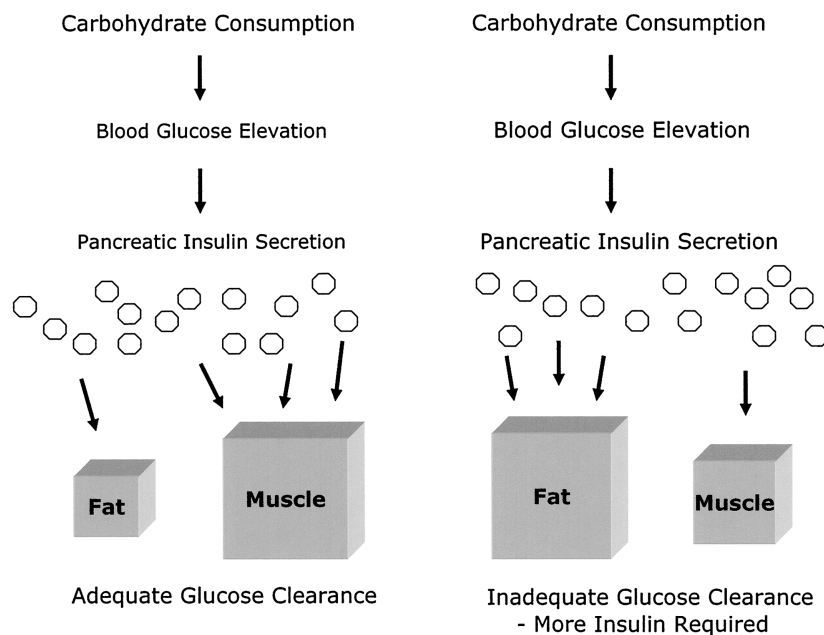 Carbohydrate Consumption
Blood Glucose Elevation
Pancreatic Insulin Secretion
Fat
Muscle
Adequate Glucose Clearance
Carbohydrate Consumption
Blood Glucose Elevation
Pancreatic Insulin Secretion
Fat
Muscle
Inadequate Glucose Clearance
- More Insulin Required